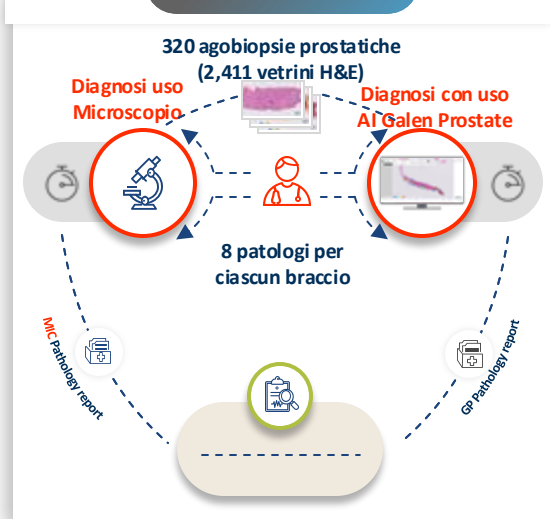 320 agobiopsie prostatiche
(2,411 vetrini H&E)
Diagnosi uso
Microscopio
Diagnosi con uso
AI Galen Prostate
8 patologi per
ciascun braccio
MIC Pathology report
GP Pathology report